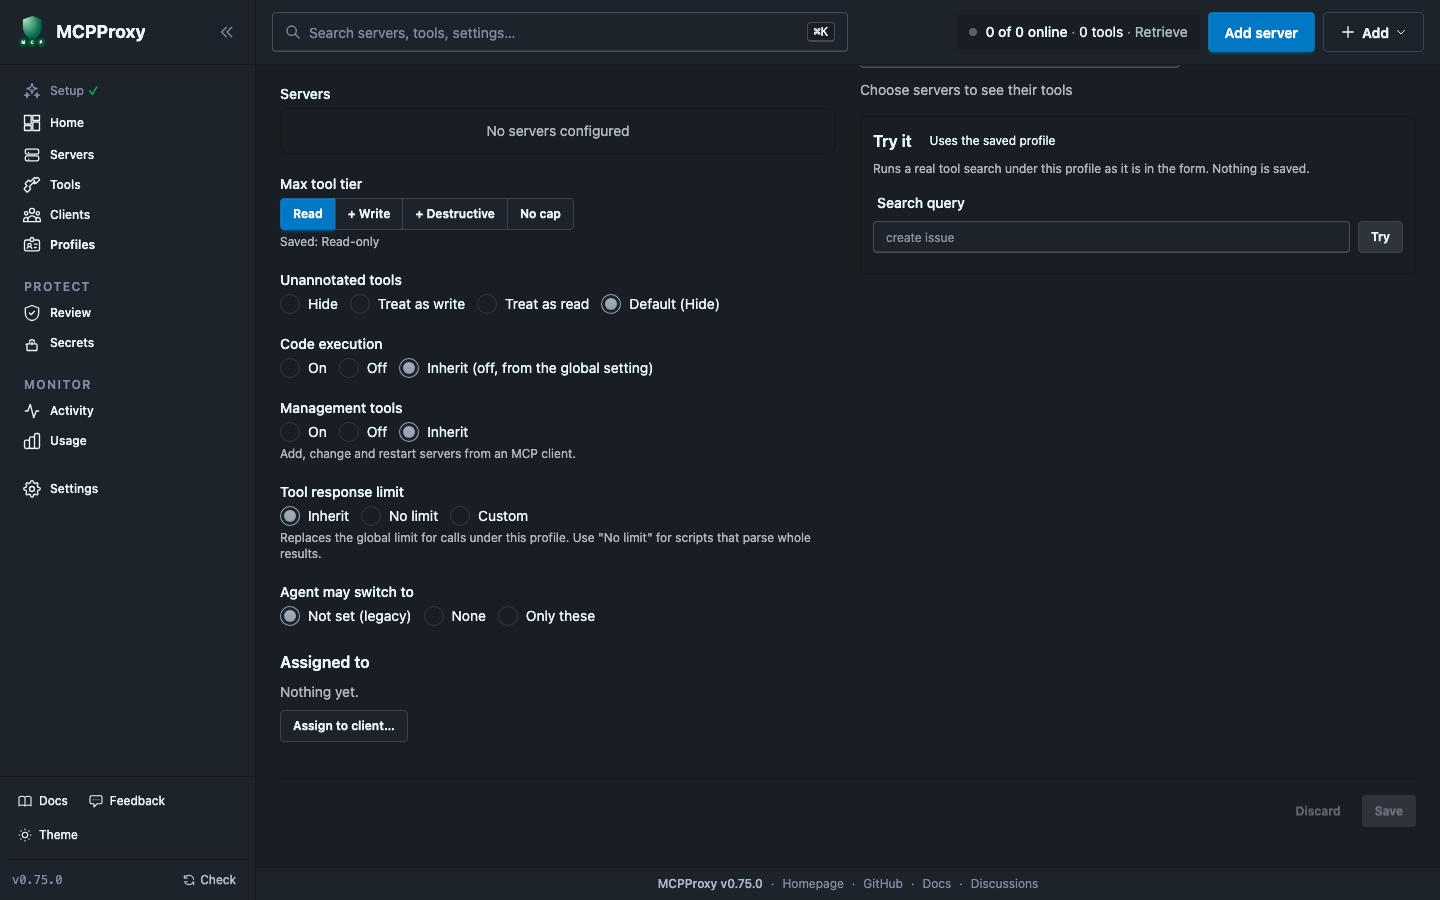 MCPProxy
Search servers, tools, settings...
⌘K
0 of 0 online · 0 tools · Retrieve
Add server
+ Add
Setup ✓
Home
Servers
Tools
Clients
Profiles
PROTECT
Review
Secrets
MONITOR
Activity
Usage
Settings
Docs
Feedback
Theme
v0.75.0
Check
Servers
No servers configured
Max tool tier
Read
+ Write
+ Destructive
No cap
Saved: Read-only
Unannotated tools
Hide
Treat as write
Treat as read
Default (Hide)
Code execution
On
Off
Inherit (off, from the global setting)
Management tools
On
Off
Inherit
Add, change and restart servers from an MCP client.
Tool response limit
Inherit
No limit
Custom
Replaces the global limit for calls under this profile. Use "No limit" for scripts that parse whole
results.
Agent may switch to
Not set (legacy)
None
Only these
Assigned to
Nothing yet.
Assign to client...
Choose servers to see their tools
Try it
Uses the saved profile
Runs a real tool search under this profile as it is in the form. Nothing is saved.
Search query
create issue
Try
Discard
Save
MCPProxy v0.75.0 · Homepage · GitHub · Docs · Discussions